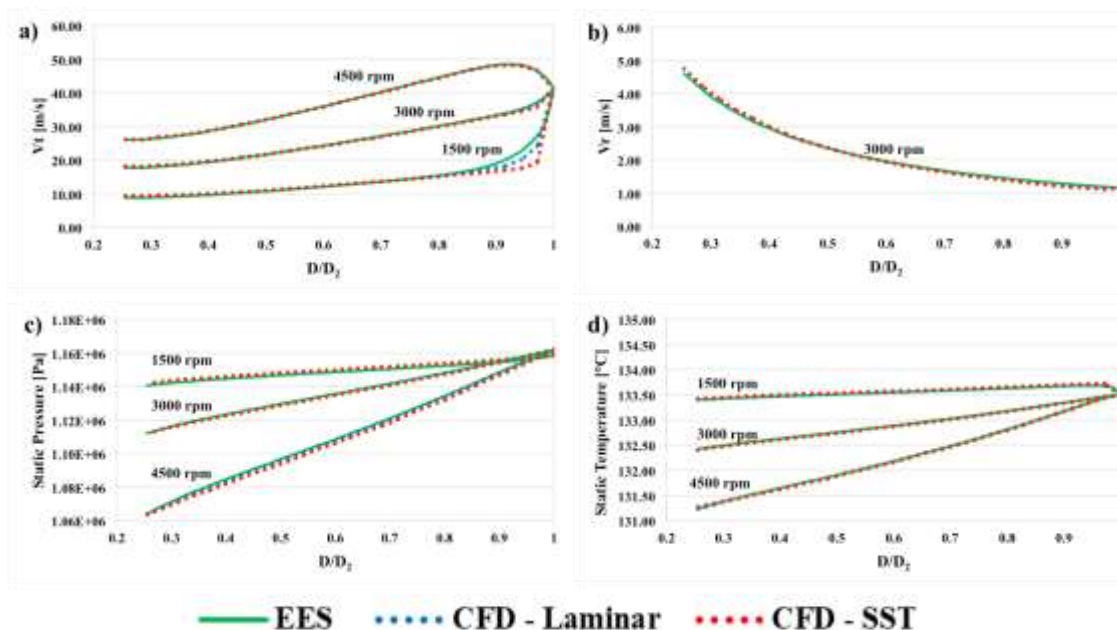 a)
60.00
50.00
40.00
30.00
20.00
10.00
0.00
Vt [m/s]
4500 rpm
3000 rpm
1500 rpm
0.2 0.3 0.4 0.5 0.6 0.7 0.8 0.9 1
D/D2
b)
6.00
5.00
4.00
3.00
2.00
1.00
0.00
Vr [m/s]
3000 rpm
0.2 0.3 0.4 0.5 0.6 0.7 0.8 0.9
D/D2
c)
1.18E+06
1.16E+06
1.14E+06
1.12E+06
1.10E+06
1.08E+06
1.06E+06
Static Pressure [Pa]
1500 rpm
3000 rpm
4500 rpm
0.2 0.3 0.4 0.5 0.6 0.7 0.8 0.9 1
D/D2
d)
135.00
134.50
134.00
133.50
133.00
132.50
132.00
131.50
131.00
Static Temperature [°C]
1500 rpm
3000 rpm
4500 rpm
0.2 0.3 0.4 0.5 0.6 0.7 0.8 0.9
D/D2
EES CFD - Laminar CFD - SST